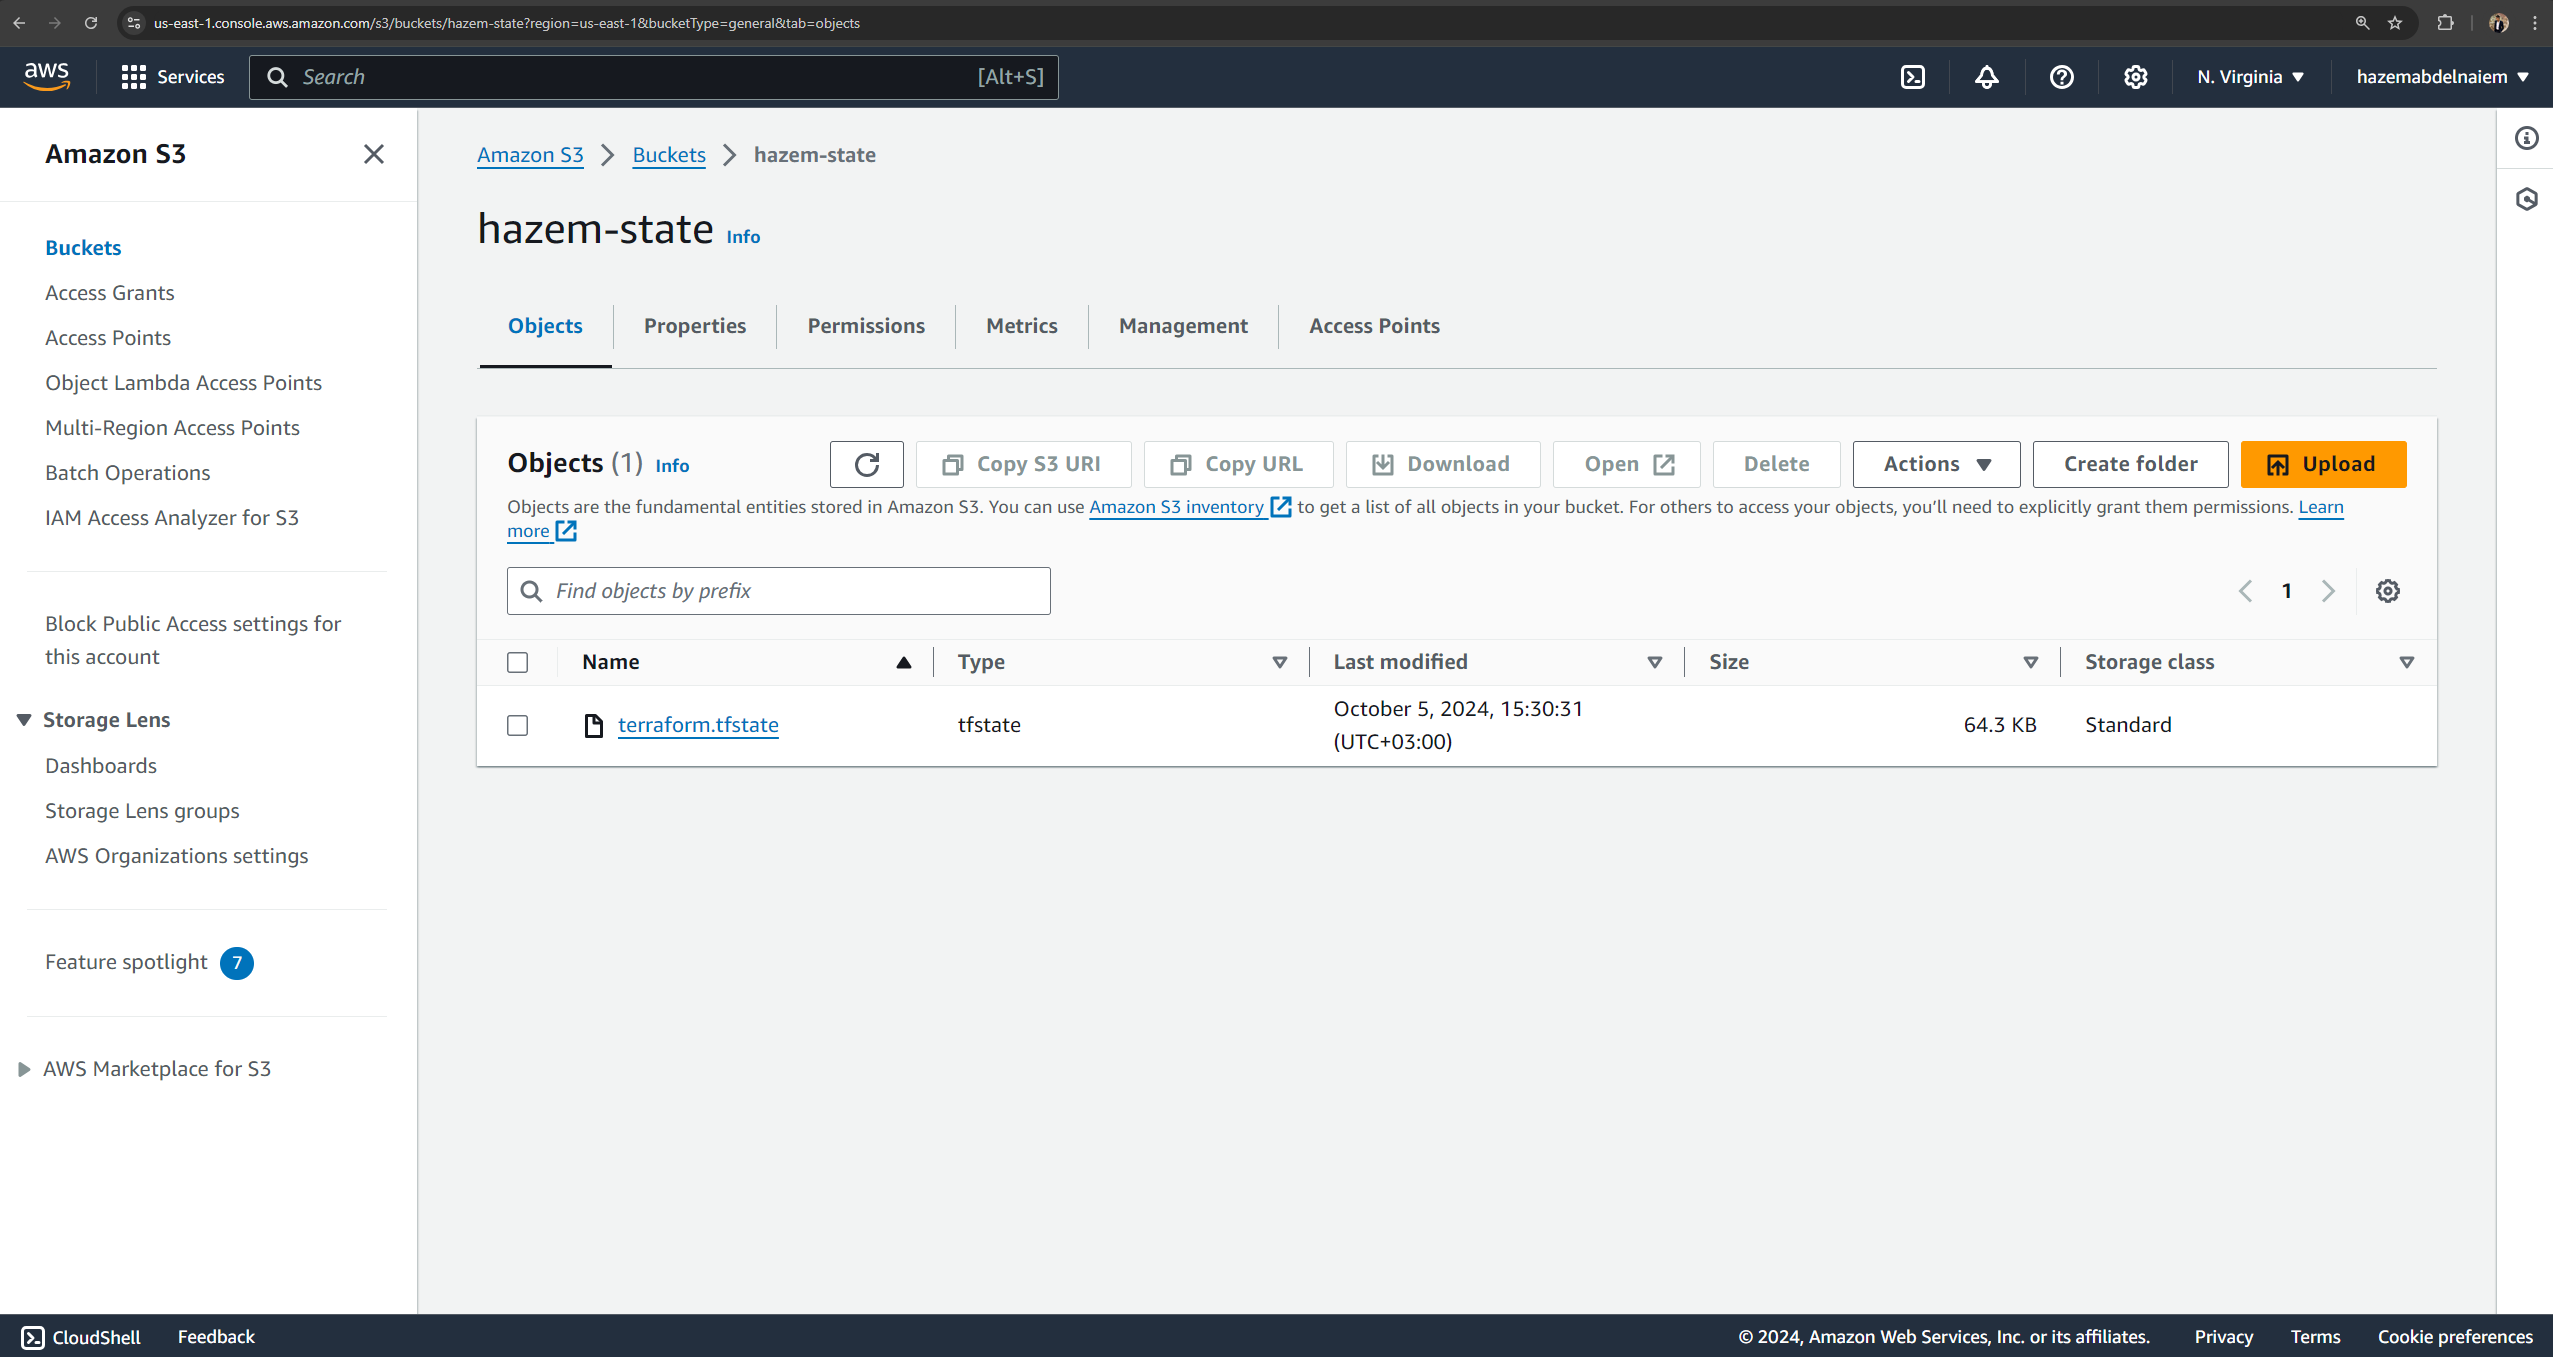 us-east-1.console.aws.amazon.com/s3/buckets/hazem-state?region=us-east-1&bucketType=general&tab=objects
aws
Services
Search
[Alt+S]
N. Virginia
hazemabdelnaiem
Amazon S3
Buckets
Access Grants
Access Points
Object Lambda Access Points
Multi-Region Access Points
Batch Operations
IAM Access Analyzer for S3
Block Public Access settings for
this account
Storage Lens
Dashboards
Storage Lens groups
AWS Organizations settings
Feature spotlight 7
AWS Marketplace for S3
Amazon S3 Buckets hazem-state
hazem-state Info
Objects Properties Permissions Metrics Management Access Points
Objects (1) Info Copy S3 URI Copy URL Download Open Delete Actions Create folder Upload
Objects are the fundamental entities stored in Amazon S3. You can use Amazon S3 inventory to get a list of all objects in your bucket. For others to access your objects, you’ll need to explicitly grant them permissions. Learn
more
Find objects by prefix
1
Name Type Last modified Size Storage class
terraform.tfstate tfstate October 5, 2024, 15:30:31 64.3 KB Standard
(UTC+03:00)
CloudShell Feedback © 2024, Amazon Web Services, Inc. or its affiliates. Privacy Terms Cookie preferences